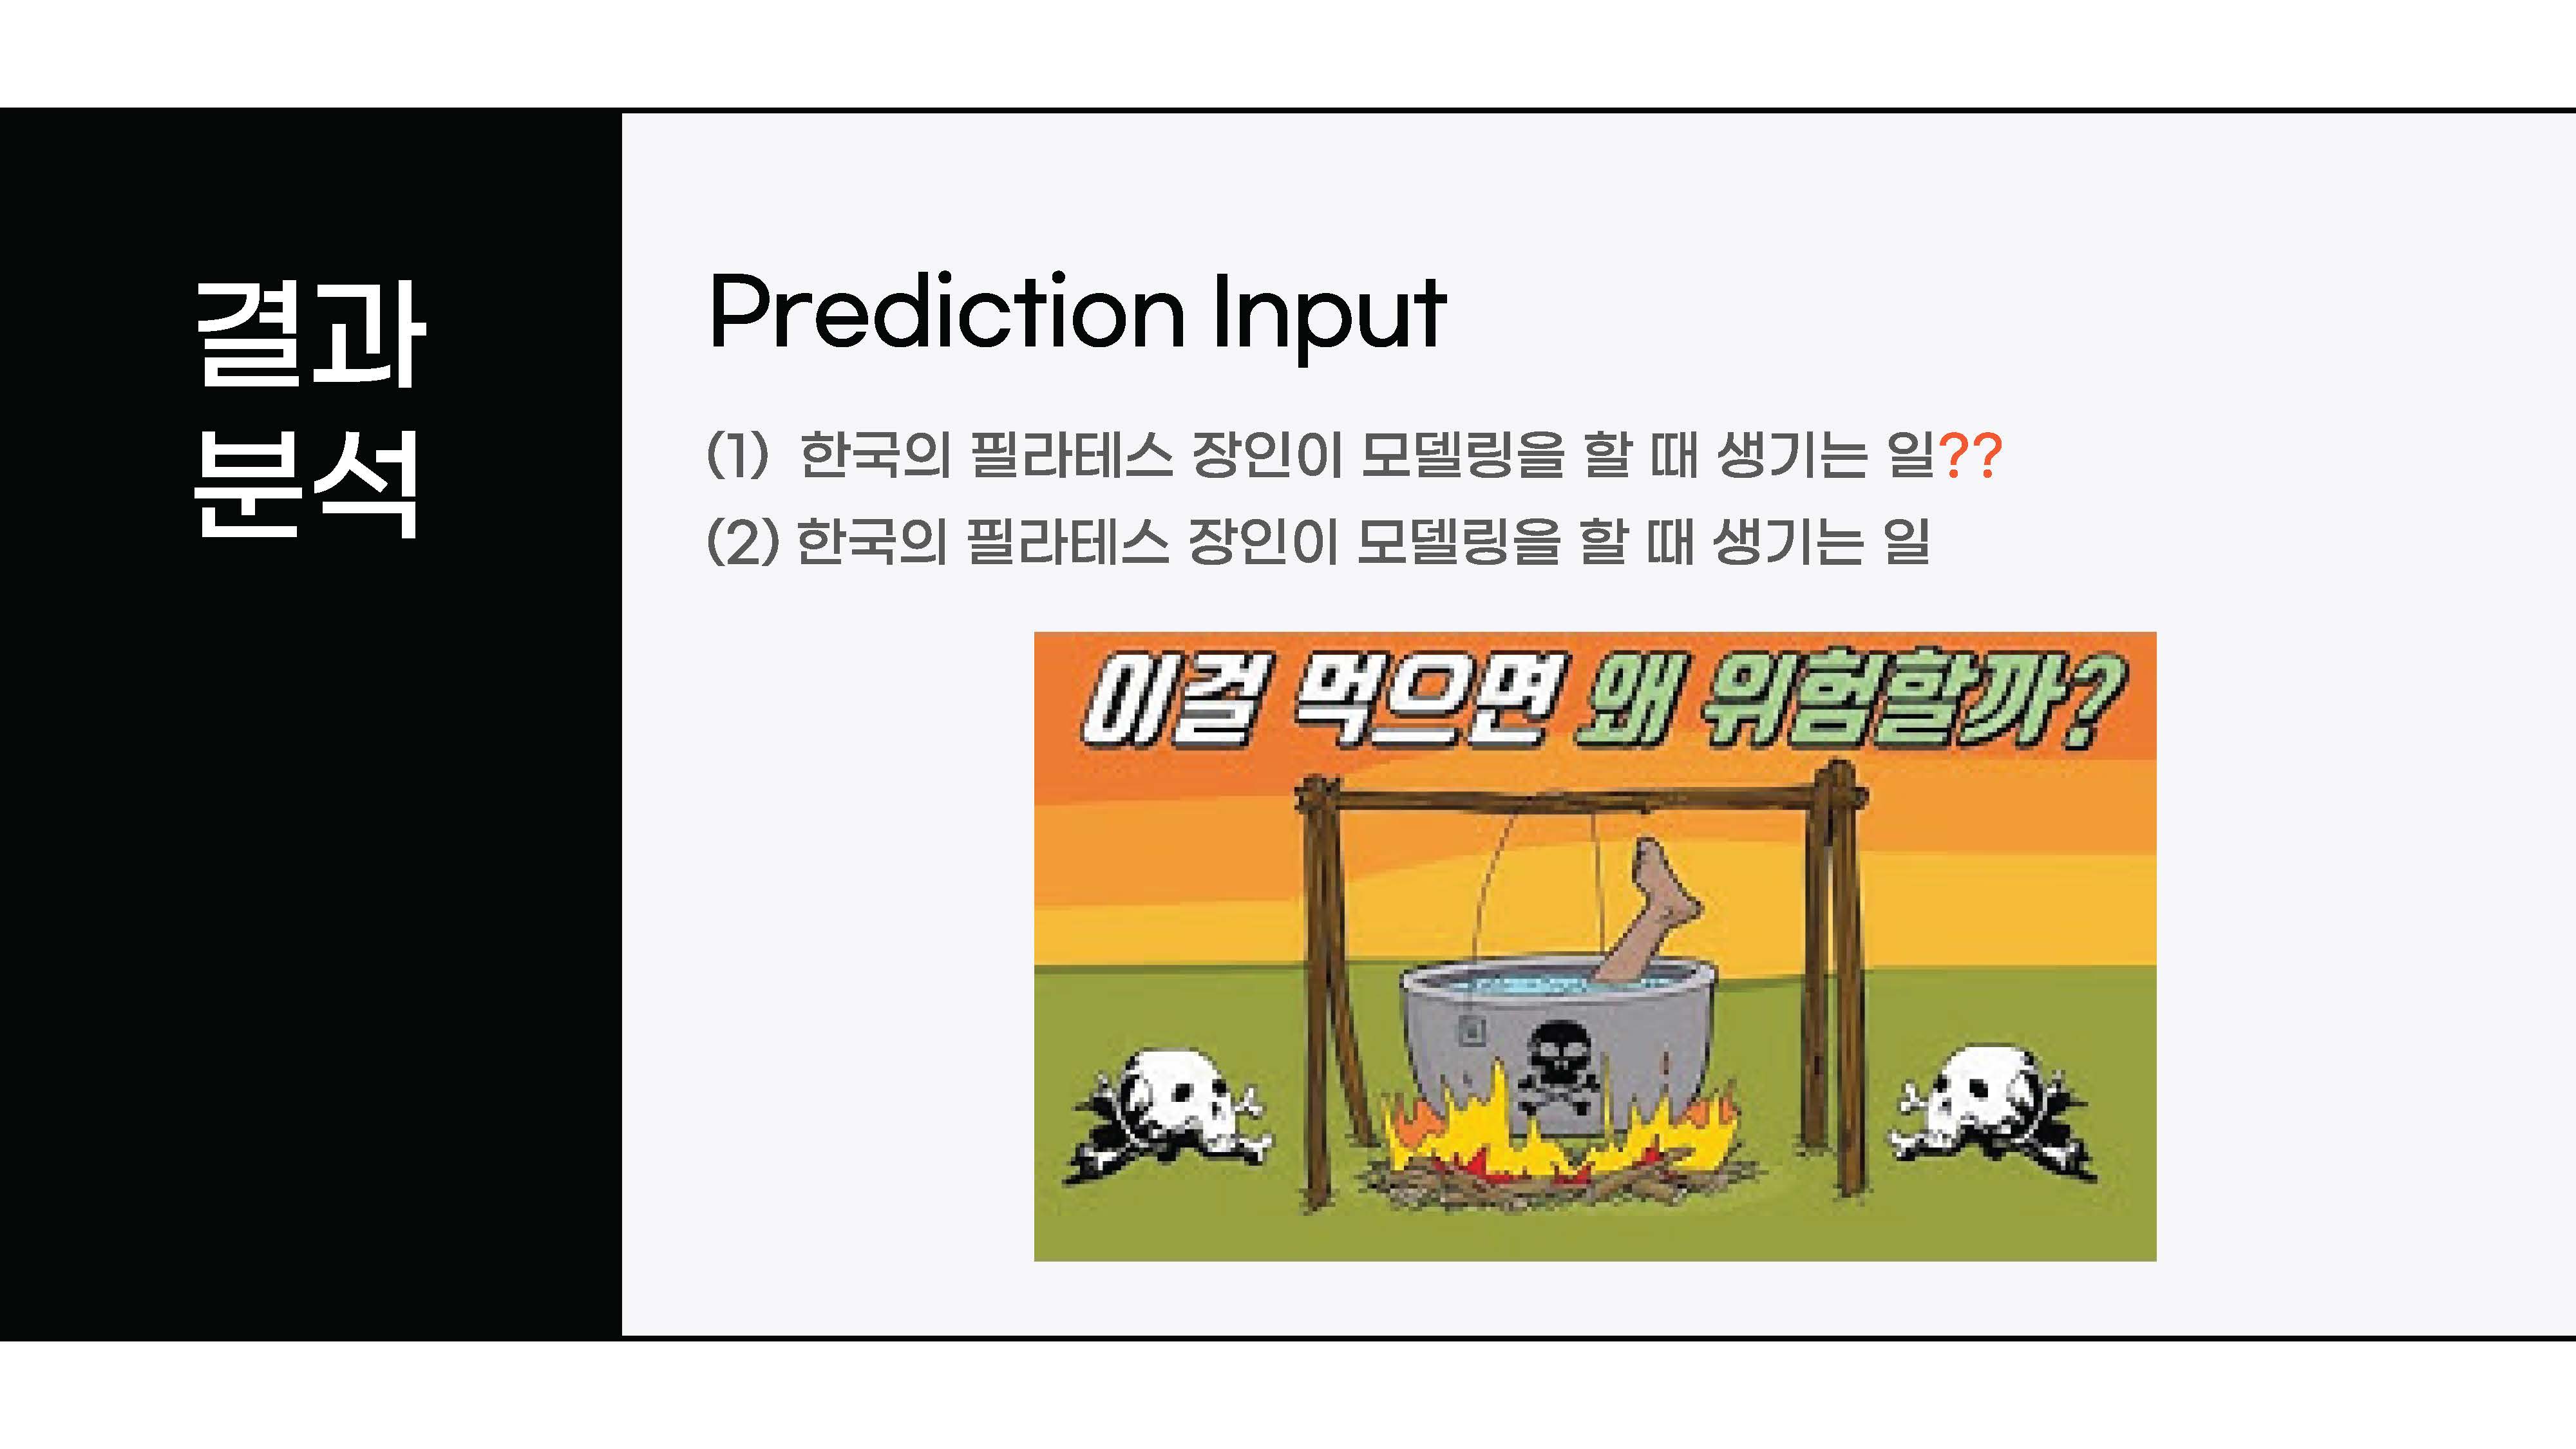 결과
분석
Prediction Input
(1) 한국의 필라테스 장인이 모델링을 할 때 생기는 일??
(2) 한국의 필라테스 장인이 모델링을 할 때 생기는 일
이걸 먹으면 왜 위험할까?